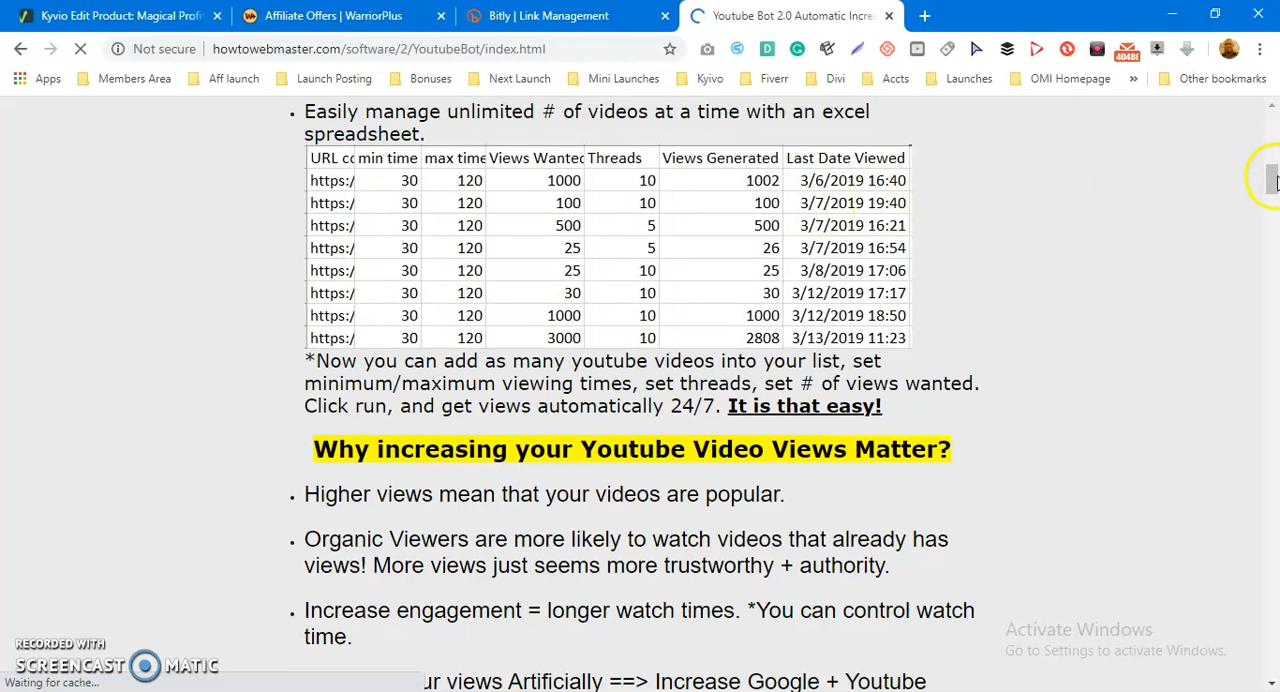 Kyvio Edit Product: Magical Profi
Affiliate Offers | WarriorPlus
Bitly | Link Management
Youtube Bot 2.0 Automatic Incre
Not secure
howtowebmaster.com/software/2/YoutubeBot/index.html
Apps
Members Area
Aff launch
Launch Posting
Bonuses
Next Launch
Mini Launches
Kyvio
Fiverr
Divi
Accts
Launches
OMI Homepage
»
Other bookmarks
• Easily manage unlimited # of videos at a time with an excel
spreadsheet.
URL cc min time max time Views Wanted Threads Views Generated Last Date Viewed
https:/ 30 120 1000 10 1002 3/6/2019 16:40
https:/ 30 120 100 10 100 3/7/2019 19:40
https:/ 30 120 500 5 500 3/7/2019 16:21
https:/ 30 120 25 5 26 3/7/2019 16:54
https:/ 30 120 25 10 25 3/8/2019 17:06
https:/ 30 120 30 10 30 3/12/2019 17:17
https:/ 30 120 1000 10 1000 3/12/2019 18:50
https:/ 30 120 3000 10 2808 3/13/2019 11:23
*Now you can add as many youtube videos into your list, set
minimum/maximum viewing times, set threads, set # of views wanted.
Click run, and get views automatically 24/7. It is that easy!
Why increasing your Youtube Video Views Matter?
• Higher views mean that your videos are popular.
• Organic Viewers are more likely to watch videos that already has
views! More views just seems more trustworthy + authority.
• Increase engagement = longer watch times. *You can control watch
time.
ur views Artificially ==> Increase Google + Youtube
Activate Windows
Go to Settings to activate Windows.
RECORDED WITH
SCREENCAST MATIC
Waiting for cache...